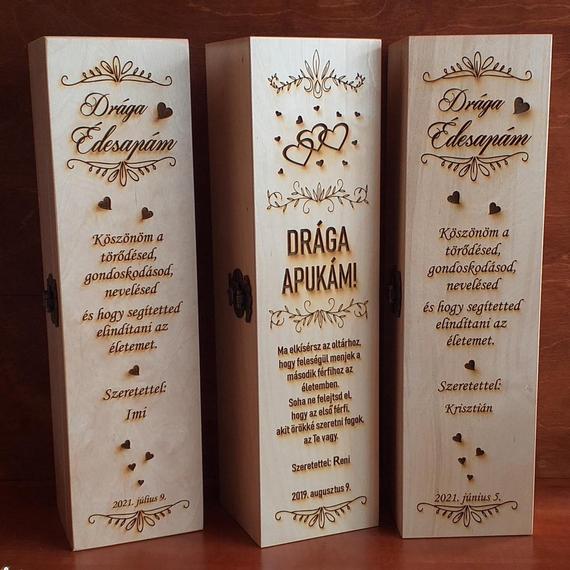 Drága
Édesapám
Köszönöm a
törődésed,
gondoskodásod,
nevelésed
és hogy segítetted
elindítani az
életemet.
Szeretettel:
Imi
2021. július 9.
DRÁGA
APUKÁM!
Ma elkísérsz az oltárhoz,
hogy feleségül menjek a
második férfihoz az
életemben.
Soha ne felejtsd el,
hogy az első férfi,
akit örökké szeretni fogok,
az Te vagy.
Szeretettel: Reni
2019. augusztus 9.
Drága
Édesapám
Köszönöm a
törődésed,
gondoskodásod,
nevelésed
és hogy segítetted
elindítani az
életemet.
Szeretettel:
Krisztián
2021. június 5.